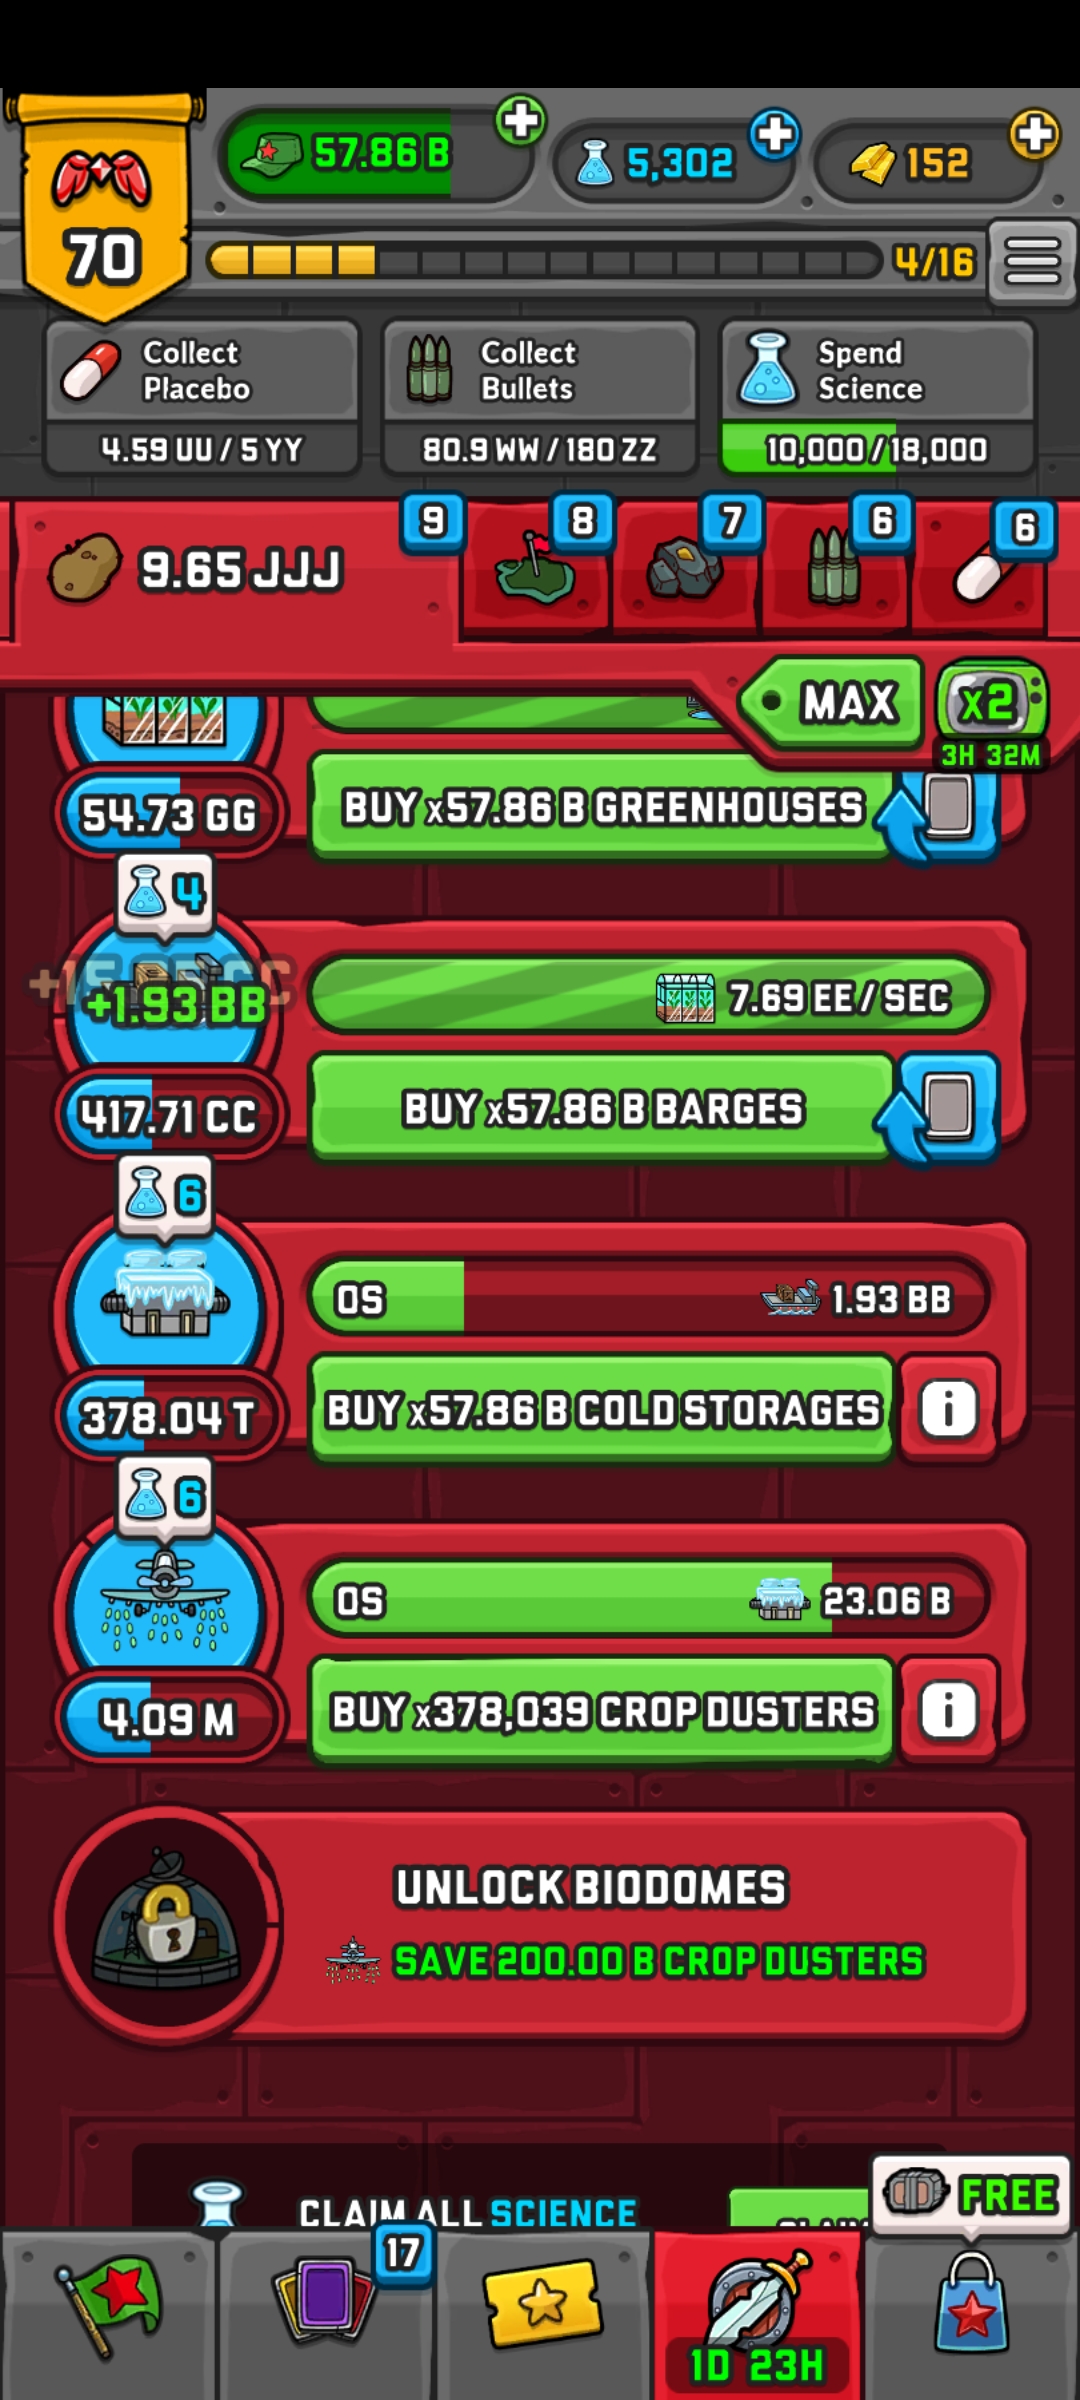 57.86 B
5,302
152
70
4/16
Collect
Placebo
4.59 UU / 5 YY
Collect
Bullets
80.9 WW / 180 ZZ
Spend
Science
10,000 / 18,000
9.65 JJJ
9
8
7
6
6
MAX
x2
3H 32M
54.73 GG
BUY x57.86 B GREENHOUSES
4
+1.93 BB
7.69 EE / SEC
417.71 CC
BUY x57.86 B BARGES
6
0S
1.93 BB
378.04 T
BUY x57.86 B COLD STORAGES
6
0S
23.06 B
4.09 M
BUY x378,039 CROP DUSTERS
UNLOCK BIODOMES
SAVE 200.00 B CROP DUSTERS
CLAIM ALL SCIENCE
FREE
17
1D 23H